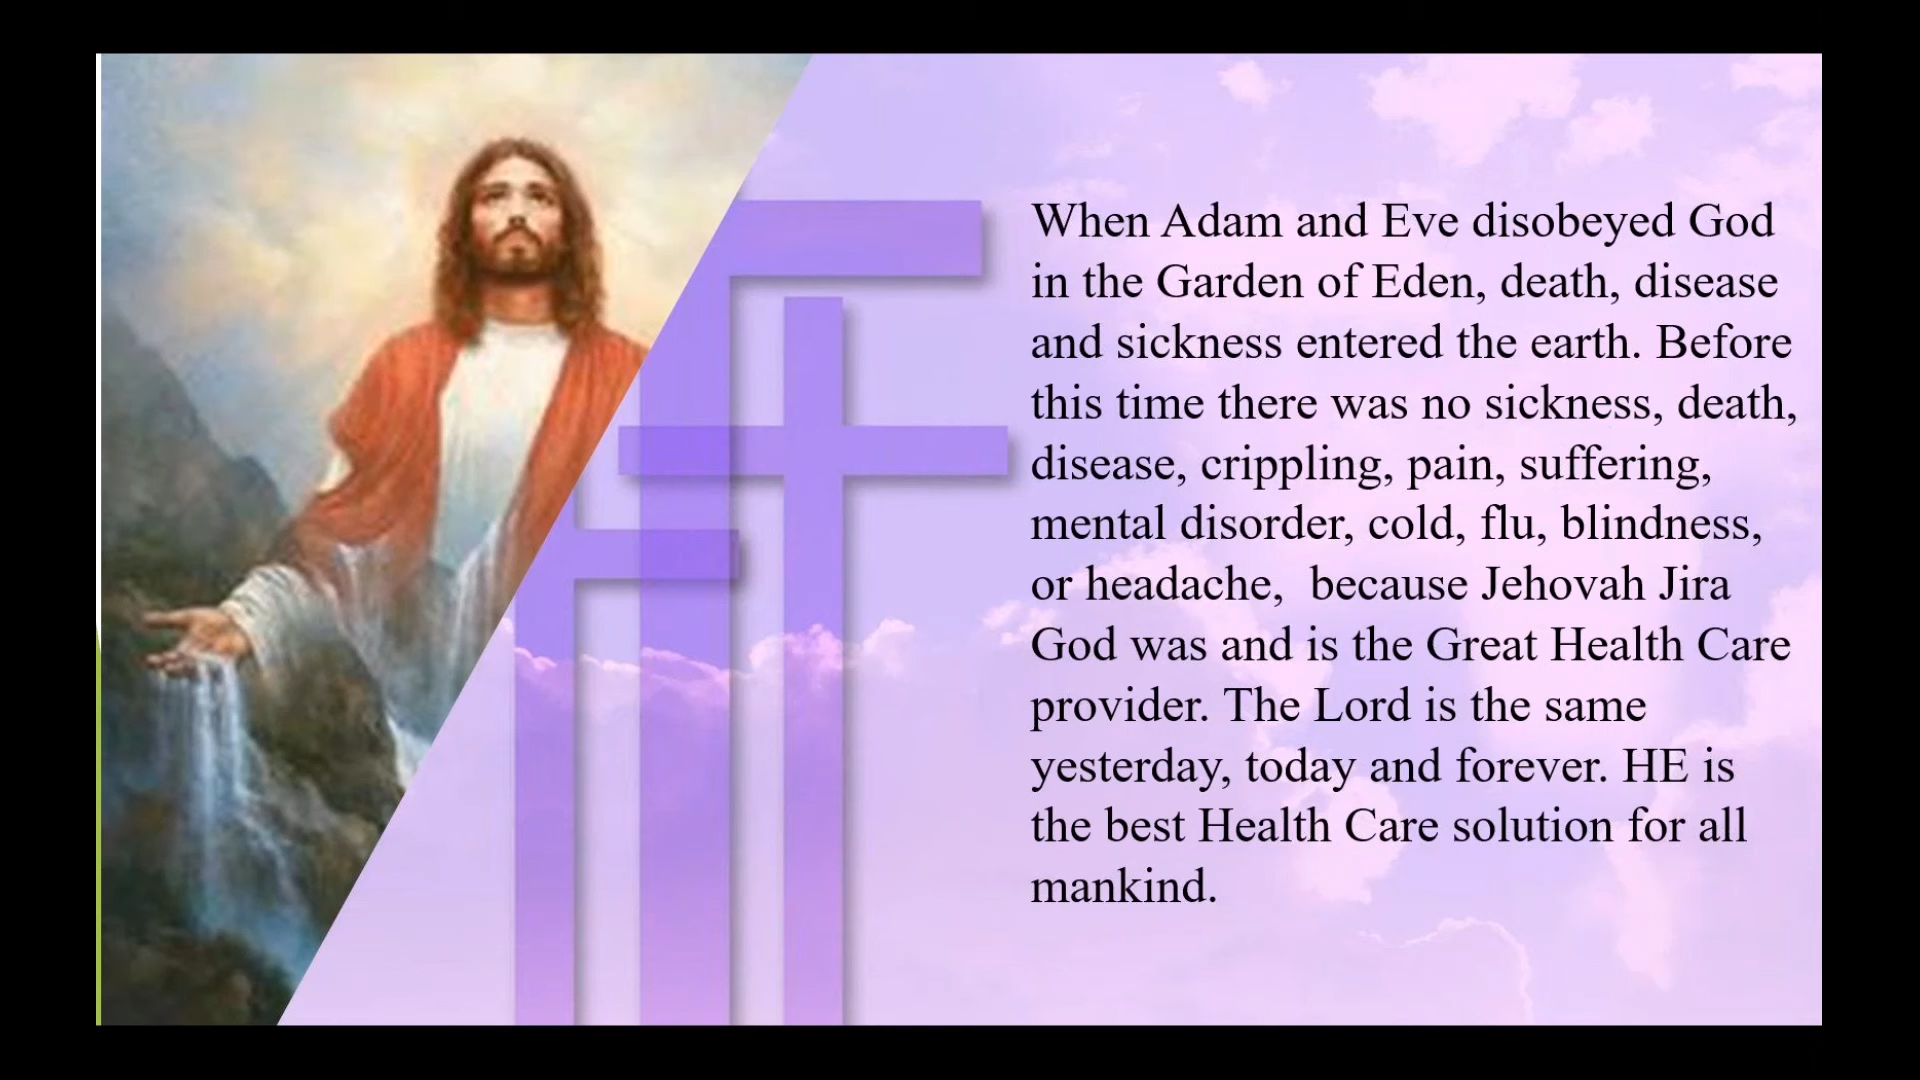 When Adam and Eve disobeyed God
in the Garden of Eden, death, disease
and sickness entered the earth. Before
this time there was no sickness, death,
disease, crippling, pain, suffering,
mental disorder, cold, flu, blindness,
or headache,  because Jehovah Jira
God was and is the Great Health Care
provider. The Lord is the same
yesterday, today and forever. HE is
the best Health Care solution for all
mankind.